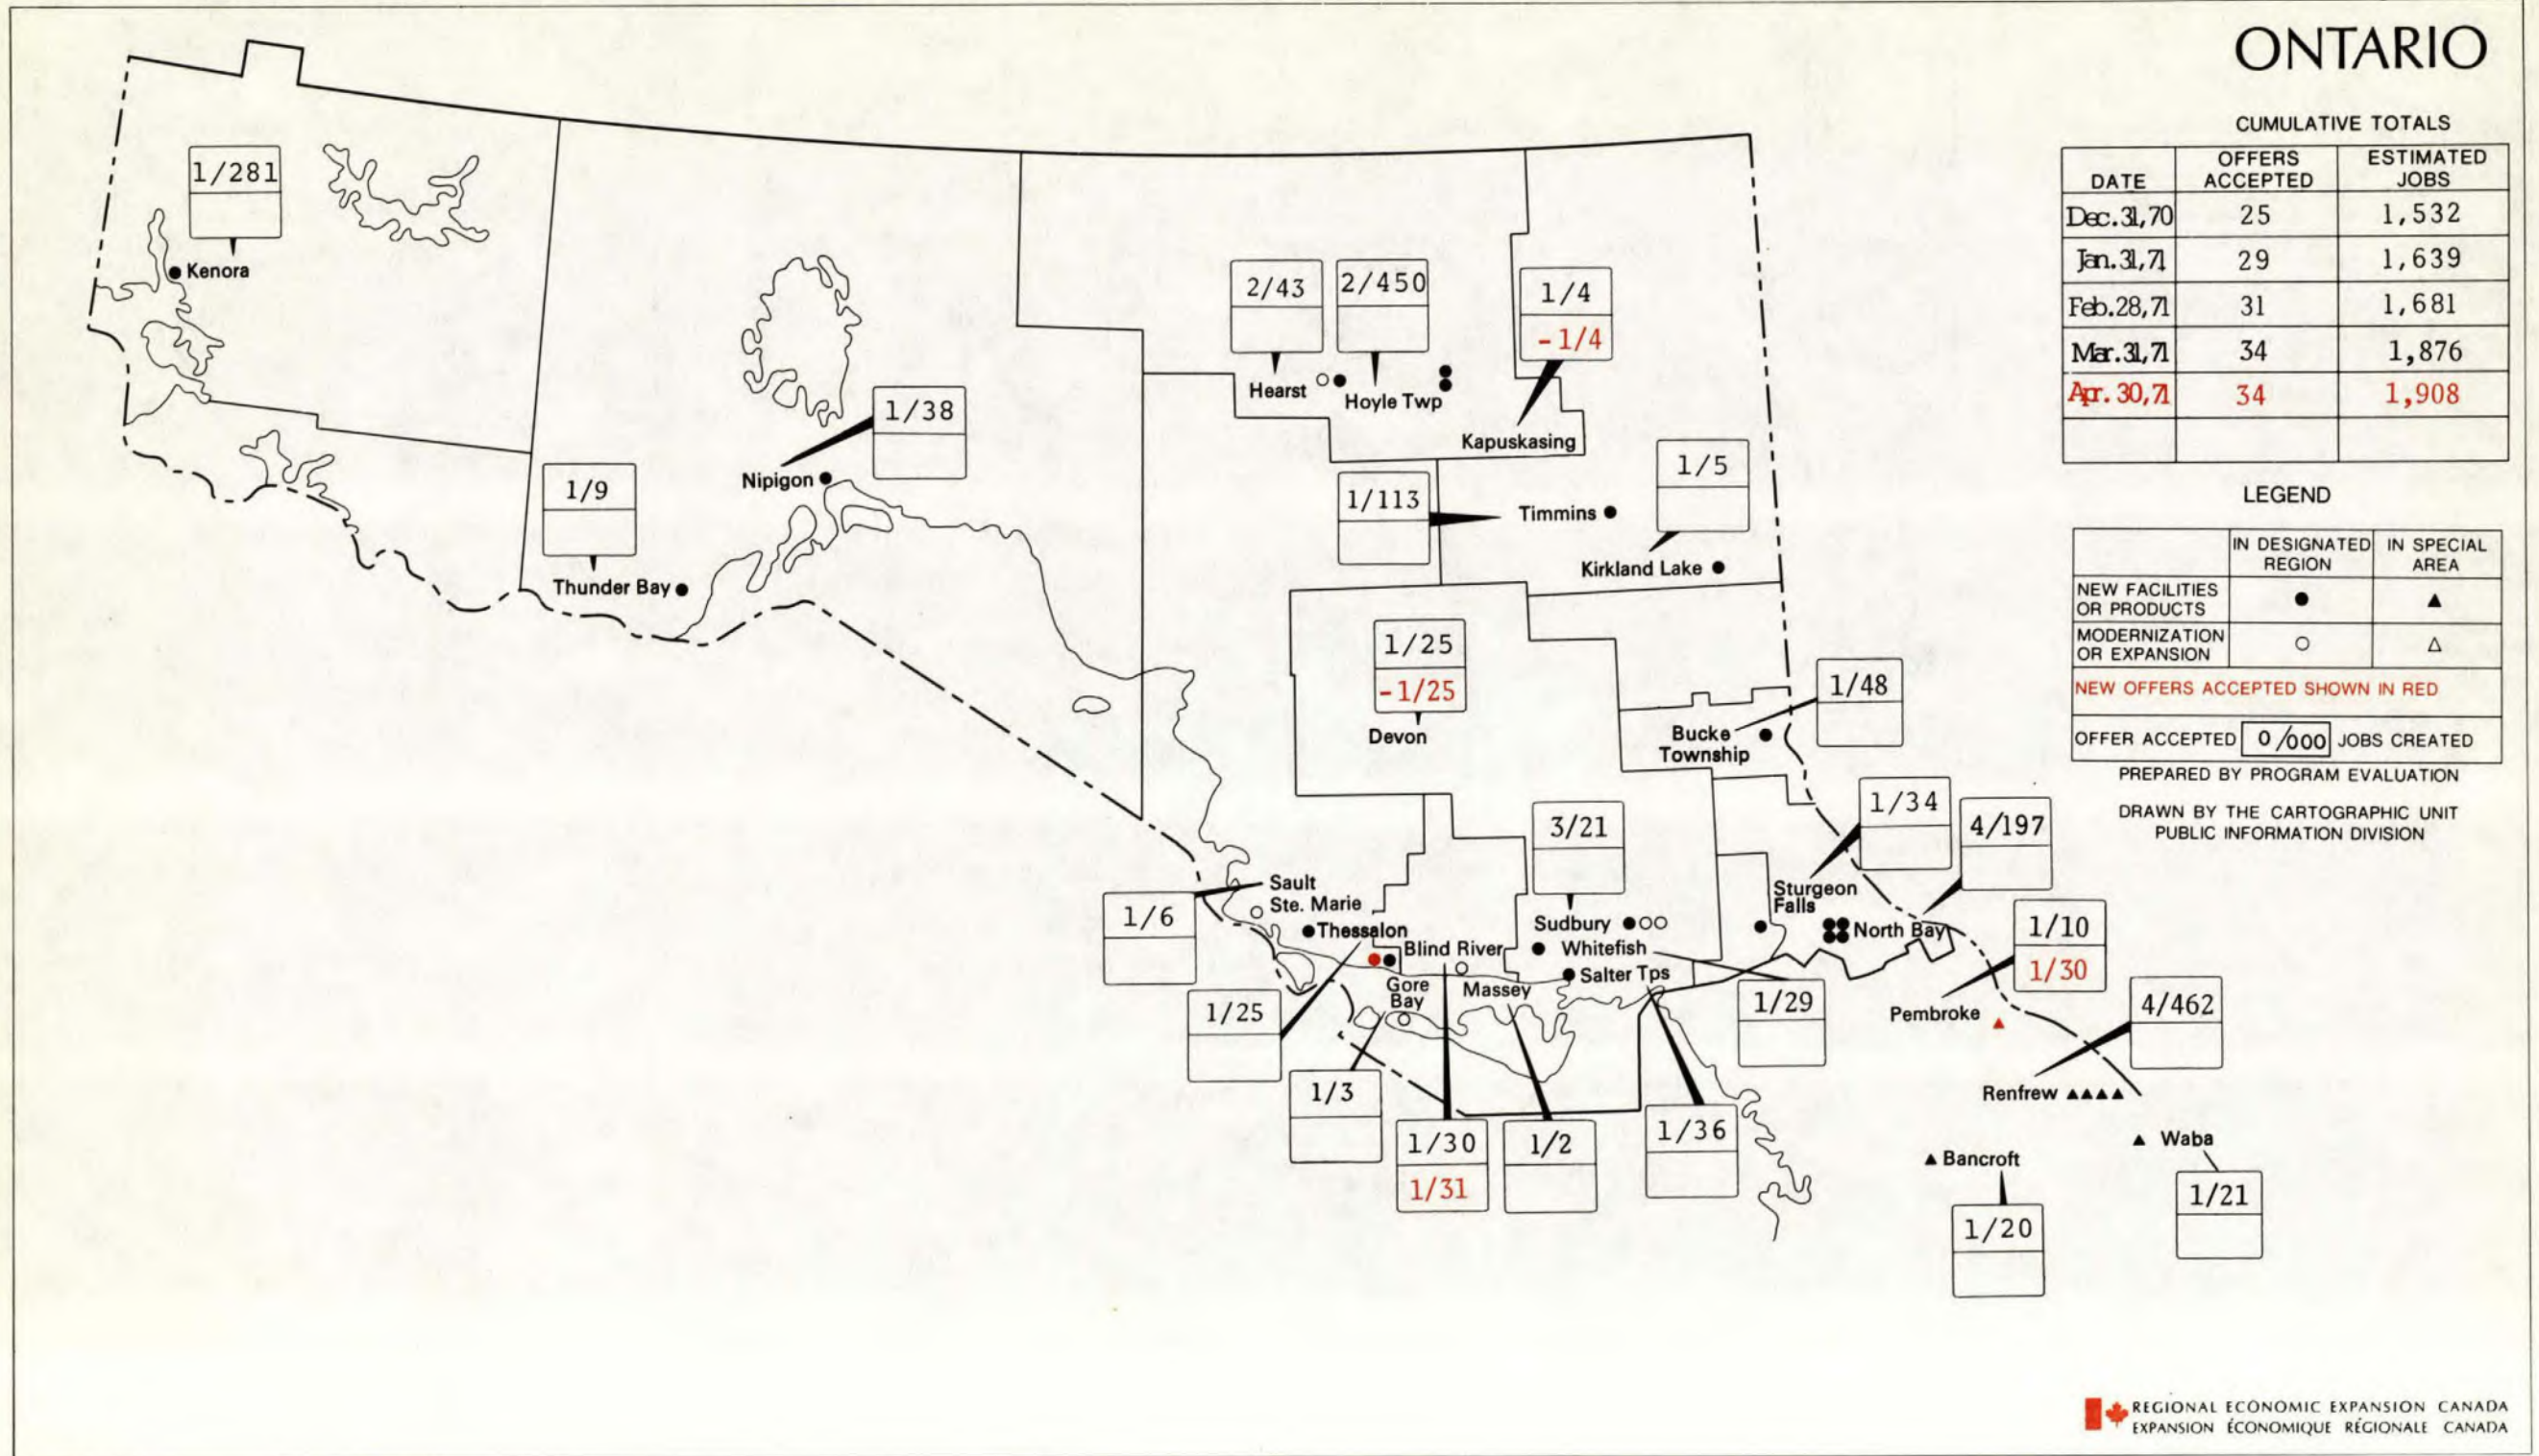 ONTARIO
CUMULATIVE TOTALS
DATE OFFERS ACCEPTED ESTIMATED JOBS
Dec.31,70 25 1,532
Jan.31,71 29 1,639
Feb.28,71 31 1,681
Mar.31,71 34 1,876
Apr.30,71 34 1,908
LEGEND
IN DESIGNATED REGION IN SPECIAL AREA
NEW FACILITIES
OR PRODUCTS
MODERNIZATION
OR EXPANSION
NEW OFFERS ACCEPTED SHOWN IN RED
OFFER ACCEPTED 0/000 JOBS CREATED
PREPARED BY PROGRAM EVALUATION
DRAWN BY THE CARTOGRAPHIC UNIT
PUBLIC INFORMATION DIVISION
1/281
Kenora
1/38
Nipigon
1/9
Thunder Bay
2/43
Hearst
2/450
Hoyle Twp
1/4
-1/4
Kapuskasing
1/113
Timmins
1/5
Kirkland Lake
1/25
-1/25
Devon
1/48
Bucke
Township
1/34
Sturgeon
Falls
4/197
North Bay
3/21
Sudbury
Whitefish
1/29
Salter Tps
1/36
1/6
Sault
Ste. Marie
Thessalon
1/25
Blind River
1/30
1/31
Gore
Bay
1/3
Massey
1/2
1/10
1/30
Pembroke
4/462
Renfrew
Waba
1/21
Bancroft
1/20
REGIONAL ECONOMIC EXPANSION CANADA
EXPANSION ÉCONOMIQUE RÉGIONALE CANADA